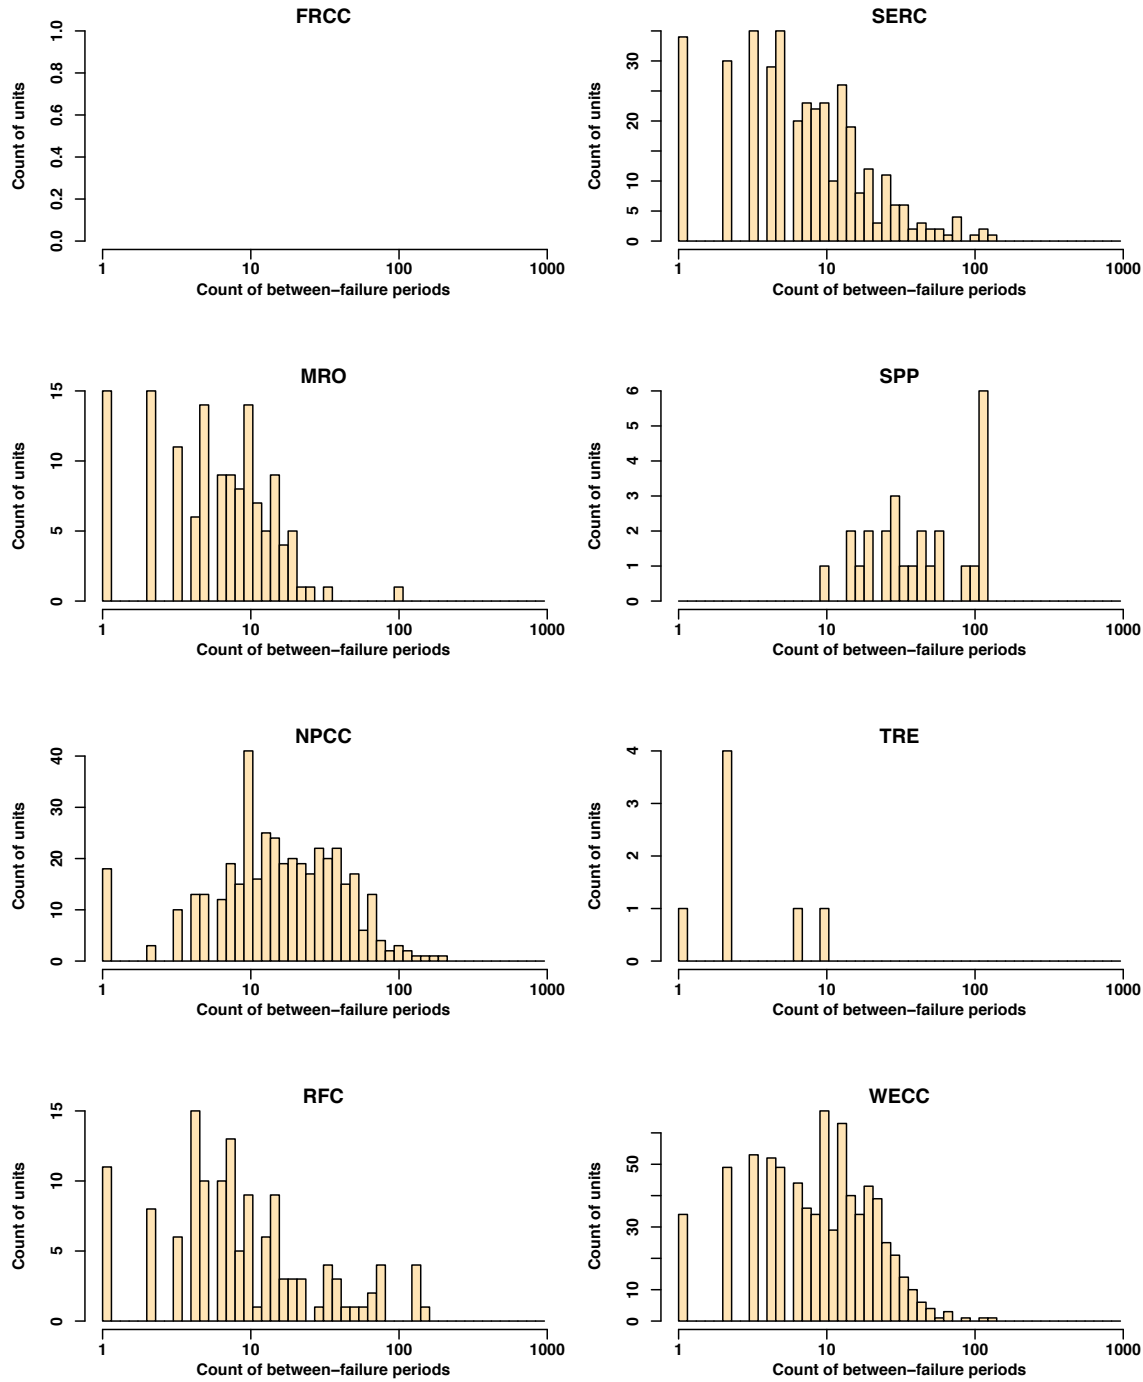 FRCC
Count of units
0.0 0.2 0.4 0.6 0.8 1.0
1 10 100 1000
Count of between−failure periods
SERC
Count of units
0 5 10 20 30
1 10 100 1000
Count of between−failure periods
MRO
Count of units
0 5 10 15
1 10 100 1000
Count of between−failure periods
SPP
Count of units
0 1 2 3 4 5 6
1 10 100 1000
Count of between−failure periods
NPCC
Count of units
0 10 20 30 40
1 10 100 1000
Count of between−failure periods
TRE
Count of units
0 1 2 3 4
1 10 100 1000
Count of between−failure periods
RFC
Count of units
0 5 10 15
1 10 100 1000
Count of between−failure periods
WECC
Count of units
0 10 30 50
1 10 100 1000
Count of between−failure periods